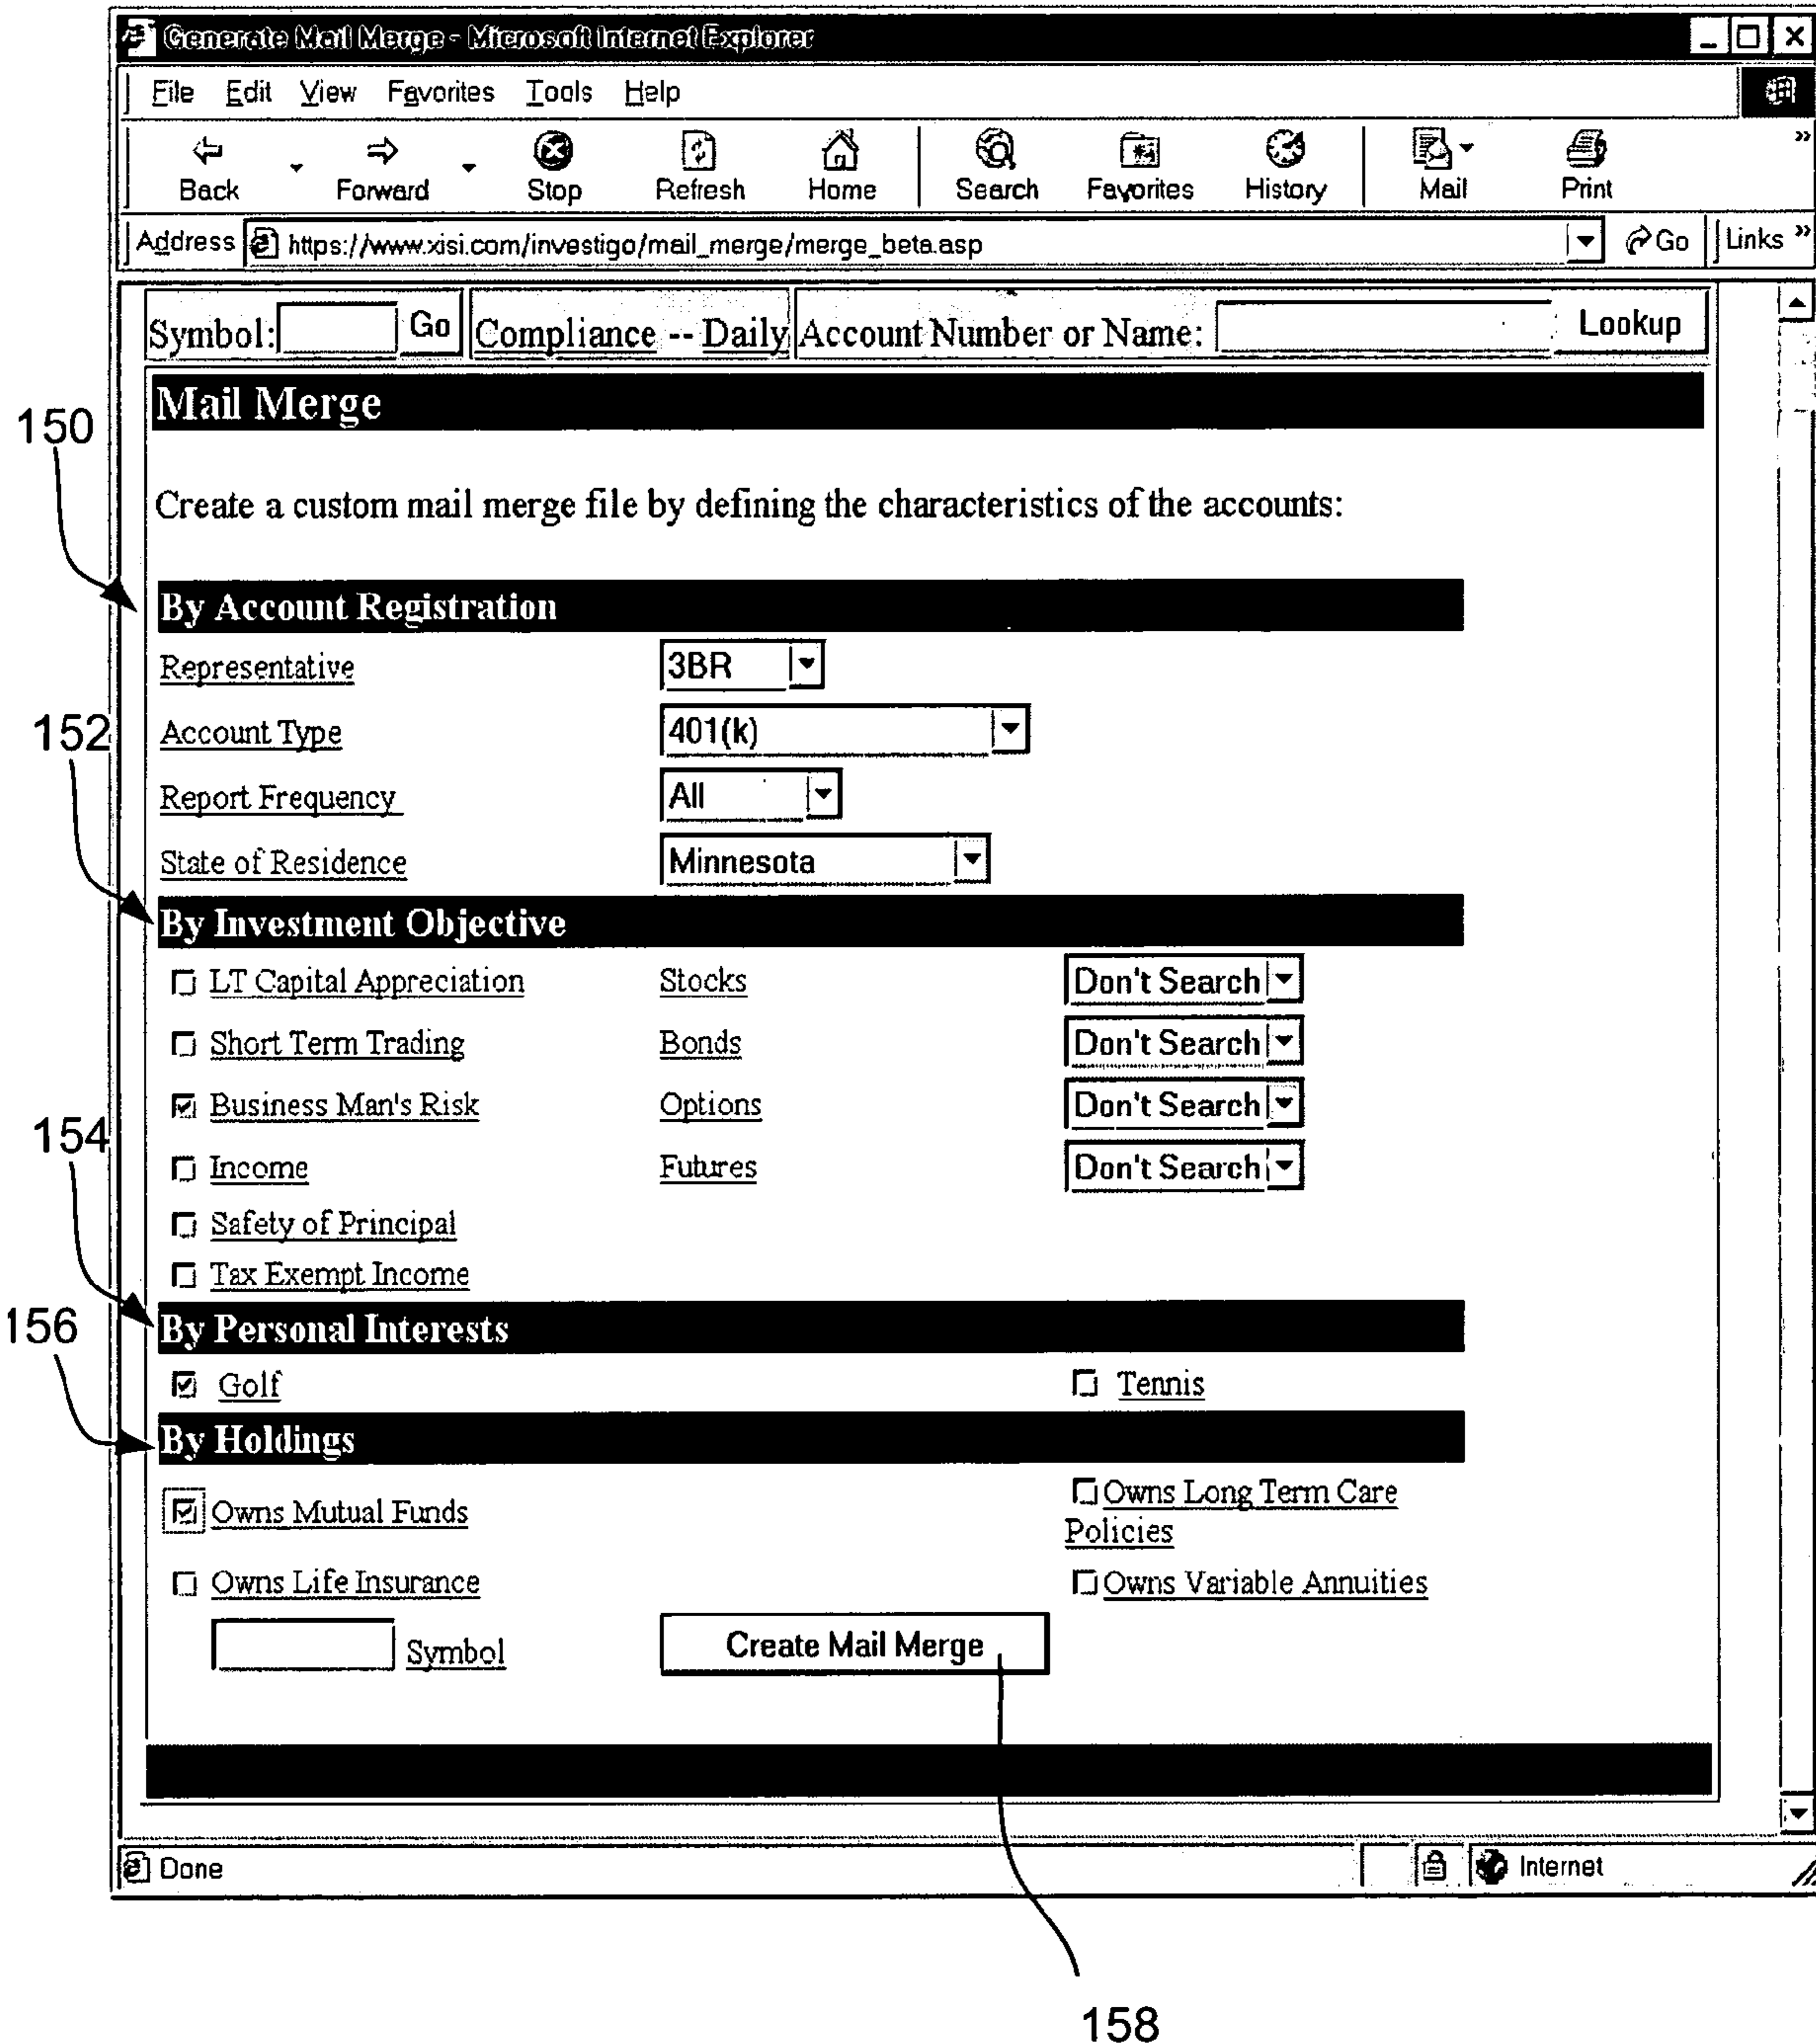 Generate Mail Merge - Microsoft Internet Explorer
File Edit View Favorites Tools Help
Back Forward Stop Refresh Home Search Favorites History Mail Print »
Address https://www.xisi.com/investigo/mail_merge/merge_beta.asp Go Links »
Symbol: Go Compliance -- Daily Account Number or Name: Lookup
Mail Merge
150
Create a custom mail merge file by defining the characteristics of the accounts:
By Account Registration
Representative 3BR
152
Account Type 401(k)
Report Frequency All
State of Residence Minnesota
By Investment Objective
LT Capital Appreciation Stocks Don't Search
Short Term Trading Bonds Don't Search
Business Man's Risk Options Don't Search
154
Income Futures Don't Search
Safety of Principal
Tax Exempt Income
156
By Personal Interests
Golf Tennis
By Holdings
Owns Mutual Funds Owns Long Term Care
Policies
Owns Life Insurance Owns Variable Annuities
Symbol Create Mail Merge
Done Internet
158